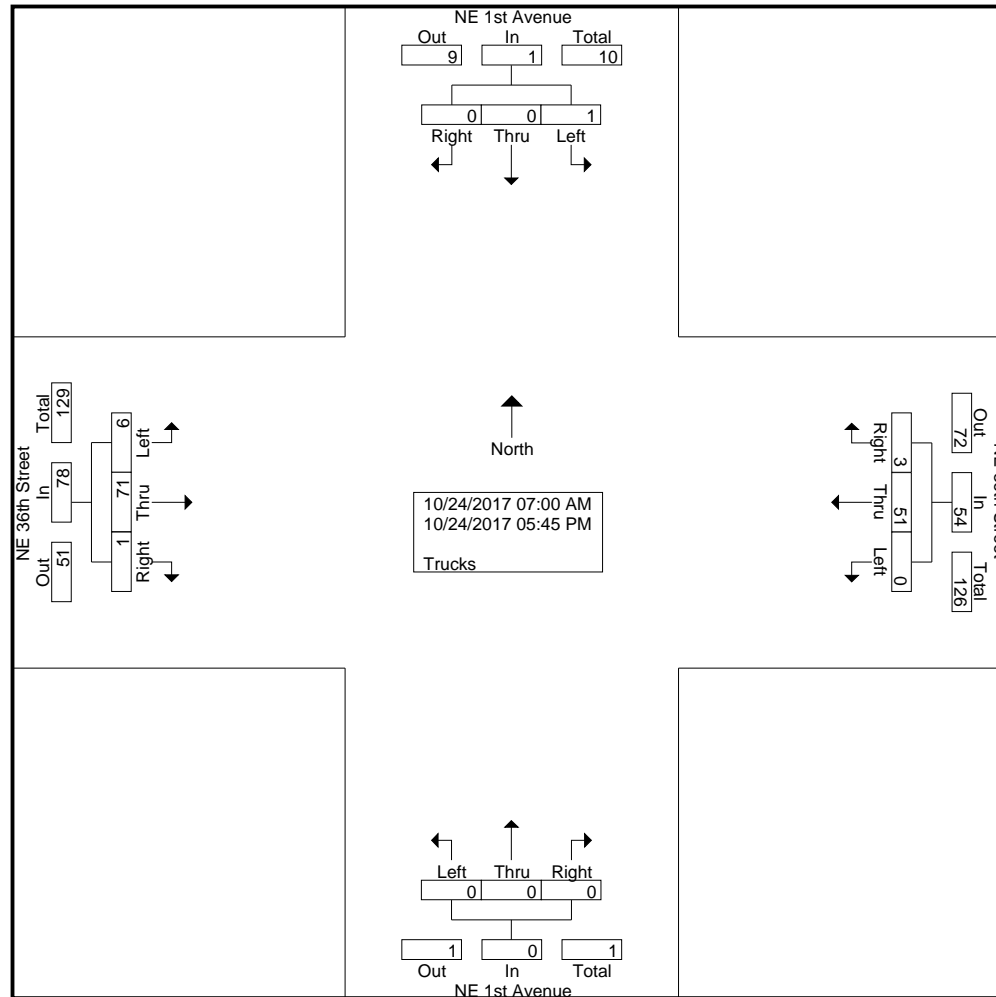 NE 1st Avenue
Out In Total
9 1 10
0 0 1
Right Thru Left
North
10/24/2017 07:00 AM
10/24/2017 05:45 PM
Trucks
NE 36th Street
Out In Total
51 78 129
1 71 6
Right Thru Left
Out In Total
72 54 126
3 51 0
Right Thru Left
Left Thru Right
0 0 0
1 0 1
Out In Total
NE 1st Avenue